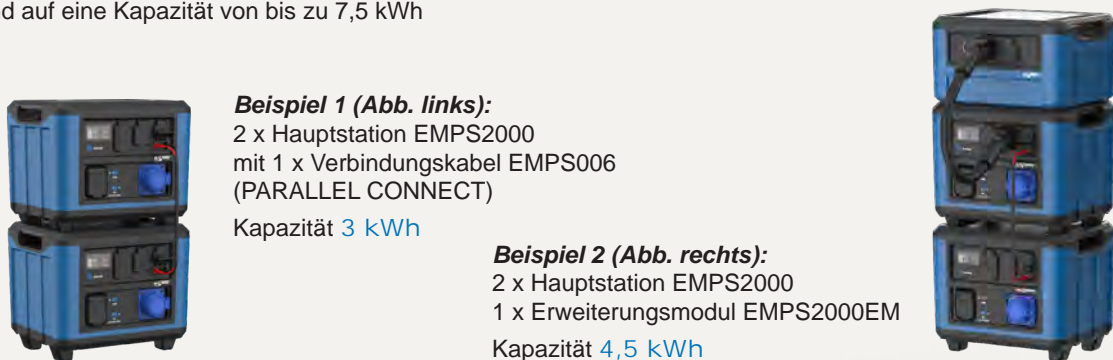 d auf eine Kapazität von bis zu 7,5 kWh
Beispiel 1 (Abb. links):
2 x Hauptstation EMPS2000
mit 1 x Verbindungskabel EMPS006
(PARALLEL CONNECT)
Kapazität 3 kWh
Beispiel 2 (Abb. rechts):
2 x Hauptstation EMPS2000
1 x Erweiterungsmodul EMPS2000EM
Kapazität 4,5 kWh